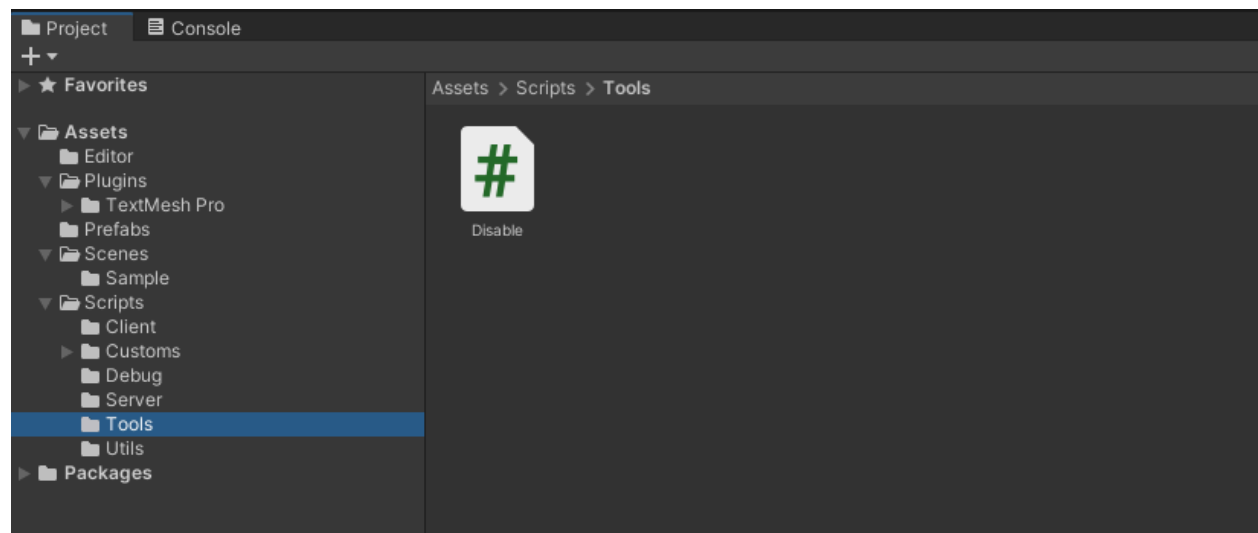 Project Console
Favorites
Assets
Editor
Plugins
TextMesh Pro
Prefabs
Scenes
Sample
Scripts
Client
Customs
Debug
Server
Tools
Utils
Packages
Assets > Scripts > Tools
#
Disable